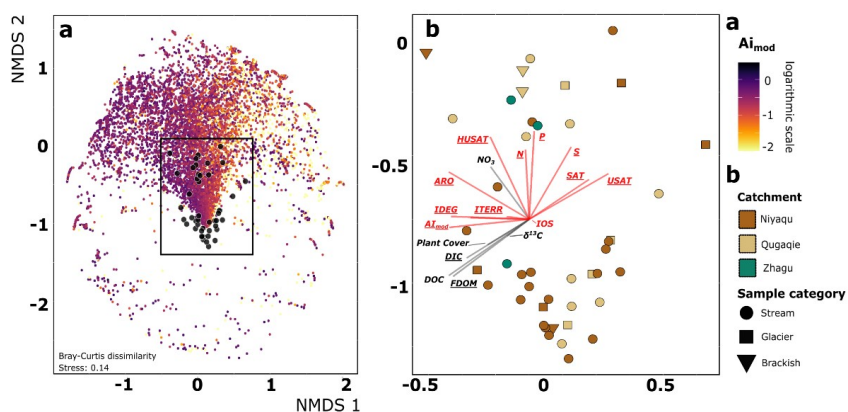 a
NMDS 2
1
0
-1
-2
Bray-Curtis dissimilarity
Stress: 0.14
-1
0
1
2
NMDS 1
b
0
-0.5
-1
-0.5
0
0.5
HUSAT
P
N
S
NO3
ARO
SAT
USAT
IDEG
ITERR
AImod
IOS
δ13C
Plant Cover
DIC
DOC
FDOM
a
Aimod
0
-1
-2
logarithmic scale
b
Catchment
Niyaqu
Qugaqie
Zhagu
Sample category
Stream
Glacier
Brackish